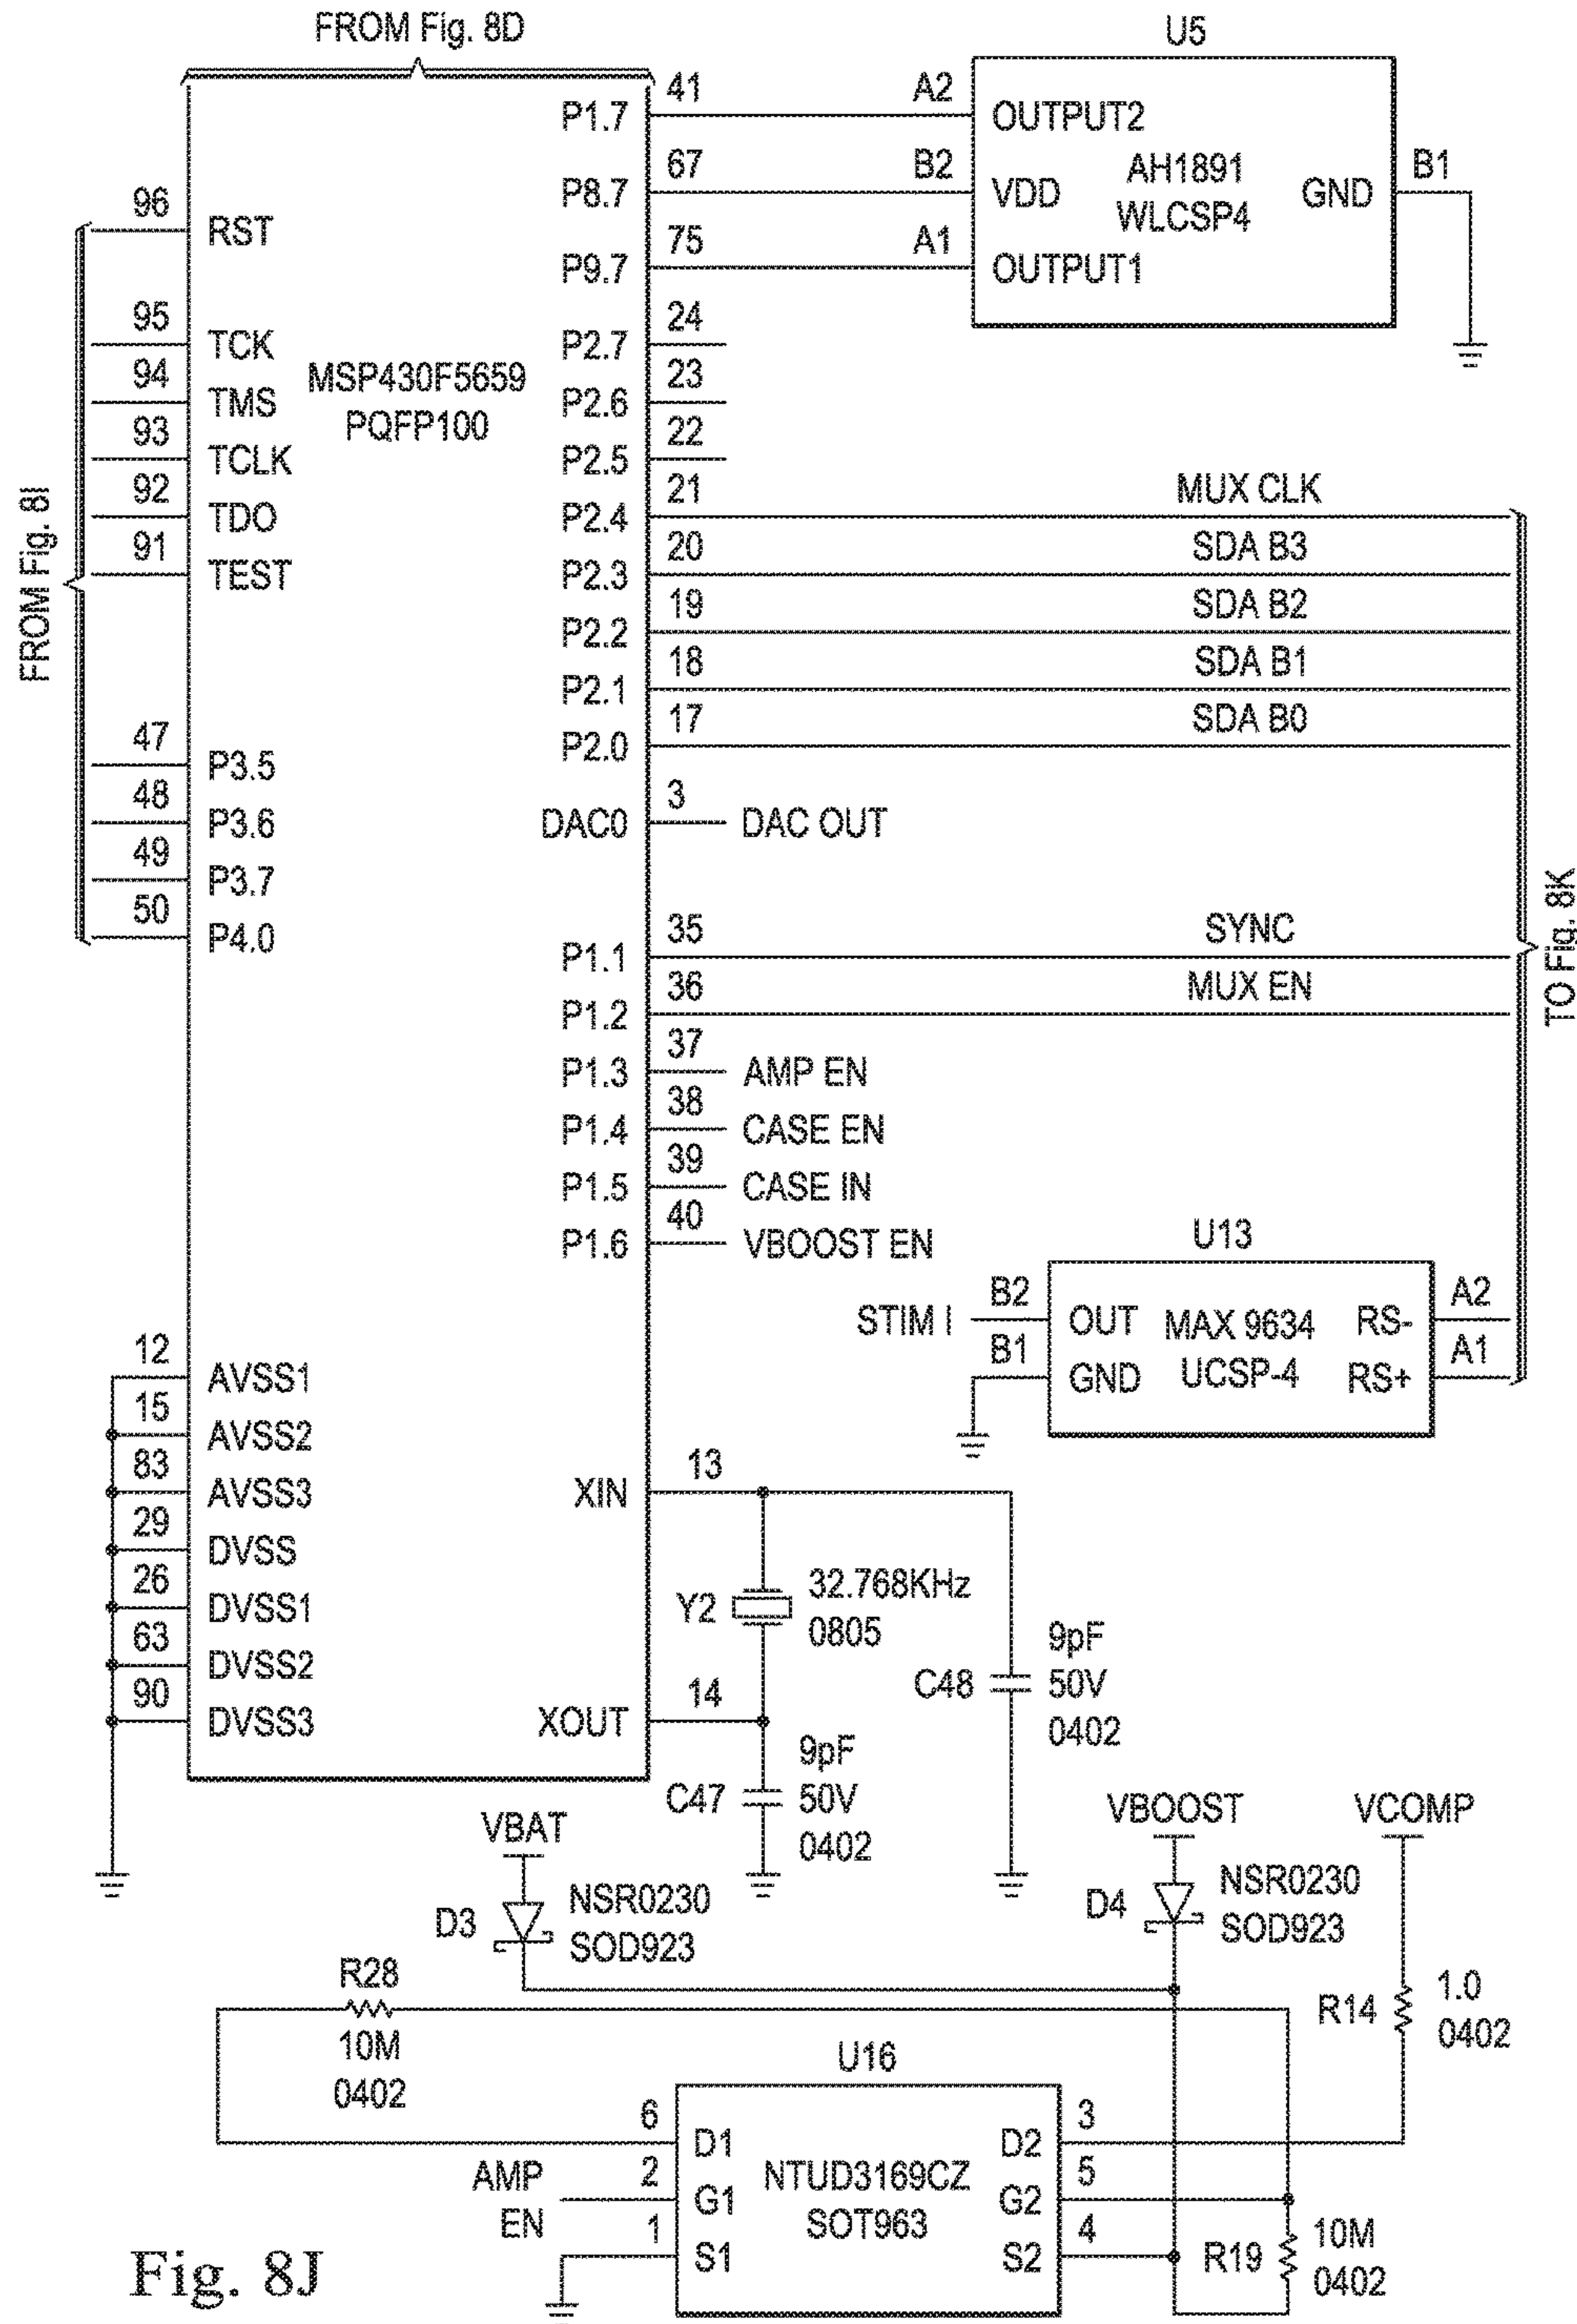 FROM Fig. 8D
U5
41
A2
P1.7
OUTPUT2
67
B2
AH1891
B1
P8.7
VDD
WLCSP4
GND
96
RST
75
A1
P9.7
OUTPUT1
95
TCK
24
P2.7
94
TMS
MSP430F5659
PQFP100
23
P2.6
93
TCLK
22
P2.5
92
TDO
21
MUX CLK
P2.4
91
TEST
20
SDA B3
P2.3
FROM Fig. 8I
19
SDA B2
P2.2
18
SDA B1
P2.1
17
SDA B0
P2.0
47
P3.5
48
P3.6
3
DAC0
DAC OUT
49
P3.7
50
P4.0
35
SYNC
P1.1
TO Fig. 8K
36
MUX EN
P1.2
37
P1.3
AMP EN
38
P1.4
CASE EN
39
P1.5
CASE IN
40
P1.6
VBOOST EN
U13
STIM I
B2
OUT
MAX 9634
RS-
A2
B1
GND
UCSP-4
RS+
A1
12
AVSS1
15
AVSS2
83
AVSS3
13
XIN
29
DVSS
26
DVSS1
Y2
32.768KHz
0805
63
DVSS2
C48
9pF
50V
0402
90
DVSS3
14
XOUT
C47
9pF
50V
0402
VBAT
D3
NSR0230
SOD923
VBOOST
D4
NSR0230
SOD923
VCOMP
R28
10M
0402
R14
1.0
0402
U16
6
D1
D2
3
AMP
EN
2
G1
NTUD3169CZ
SOT963
G2
5
1
S1
S2
4
R19
10M
0402
Fig. 8J